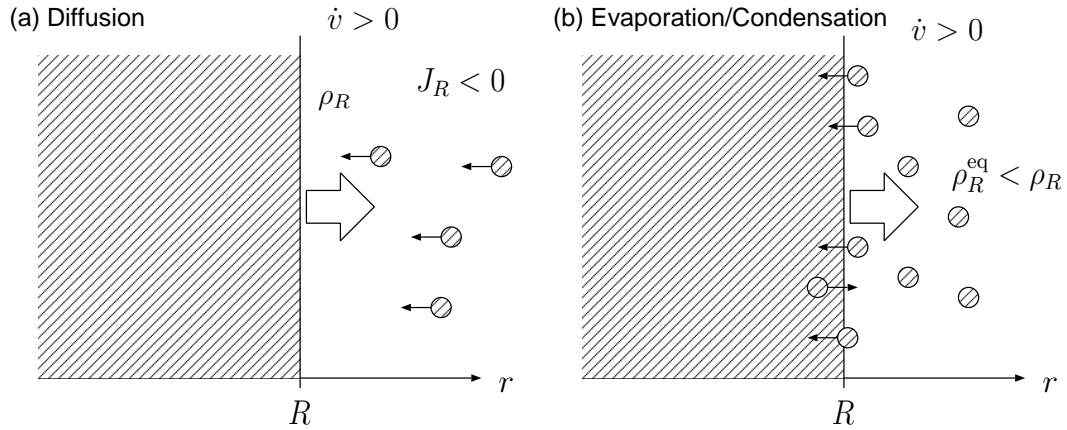 (a) Diffusion
v̇ > 0
J_R < 0
ρ_R
r
R
(b) Evaporation/Condensation
v̇ > 0
ρ_R^eq < ρ_R
r
R